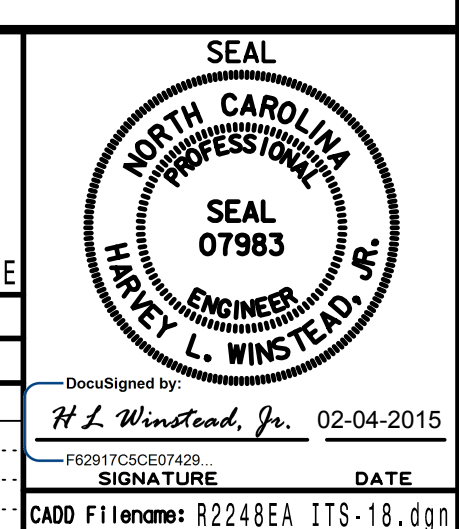 SEAL
NORTH CAROLINA
PROFESSIONAL
SEAL
07983
ENGINEER
HARVEY L. WINSTEAD, JR.
E
DocuSigned by:
H L Winstead, Jr. 02-04-2015
F62917C5CE07429...
SIGNATURE DATE
CADD Filename: R2248EA ITS-18.dgn